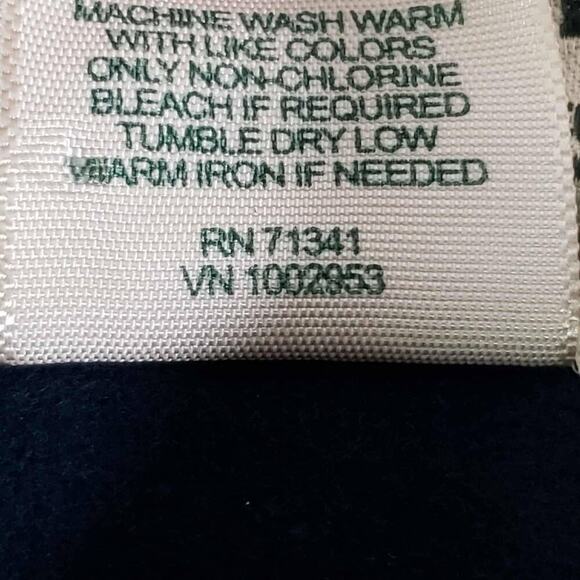 MACHINE WASH WARM
WITH LIKE COLORS
ONLY NON-CHLORINE
BLEACH IF REQUIRED
TUMBLE DRY LOW
WARM IRON IF NEEDED
RN 71341
VN 1002853